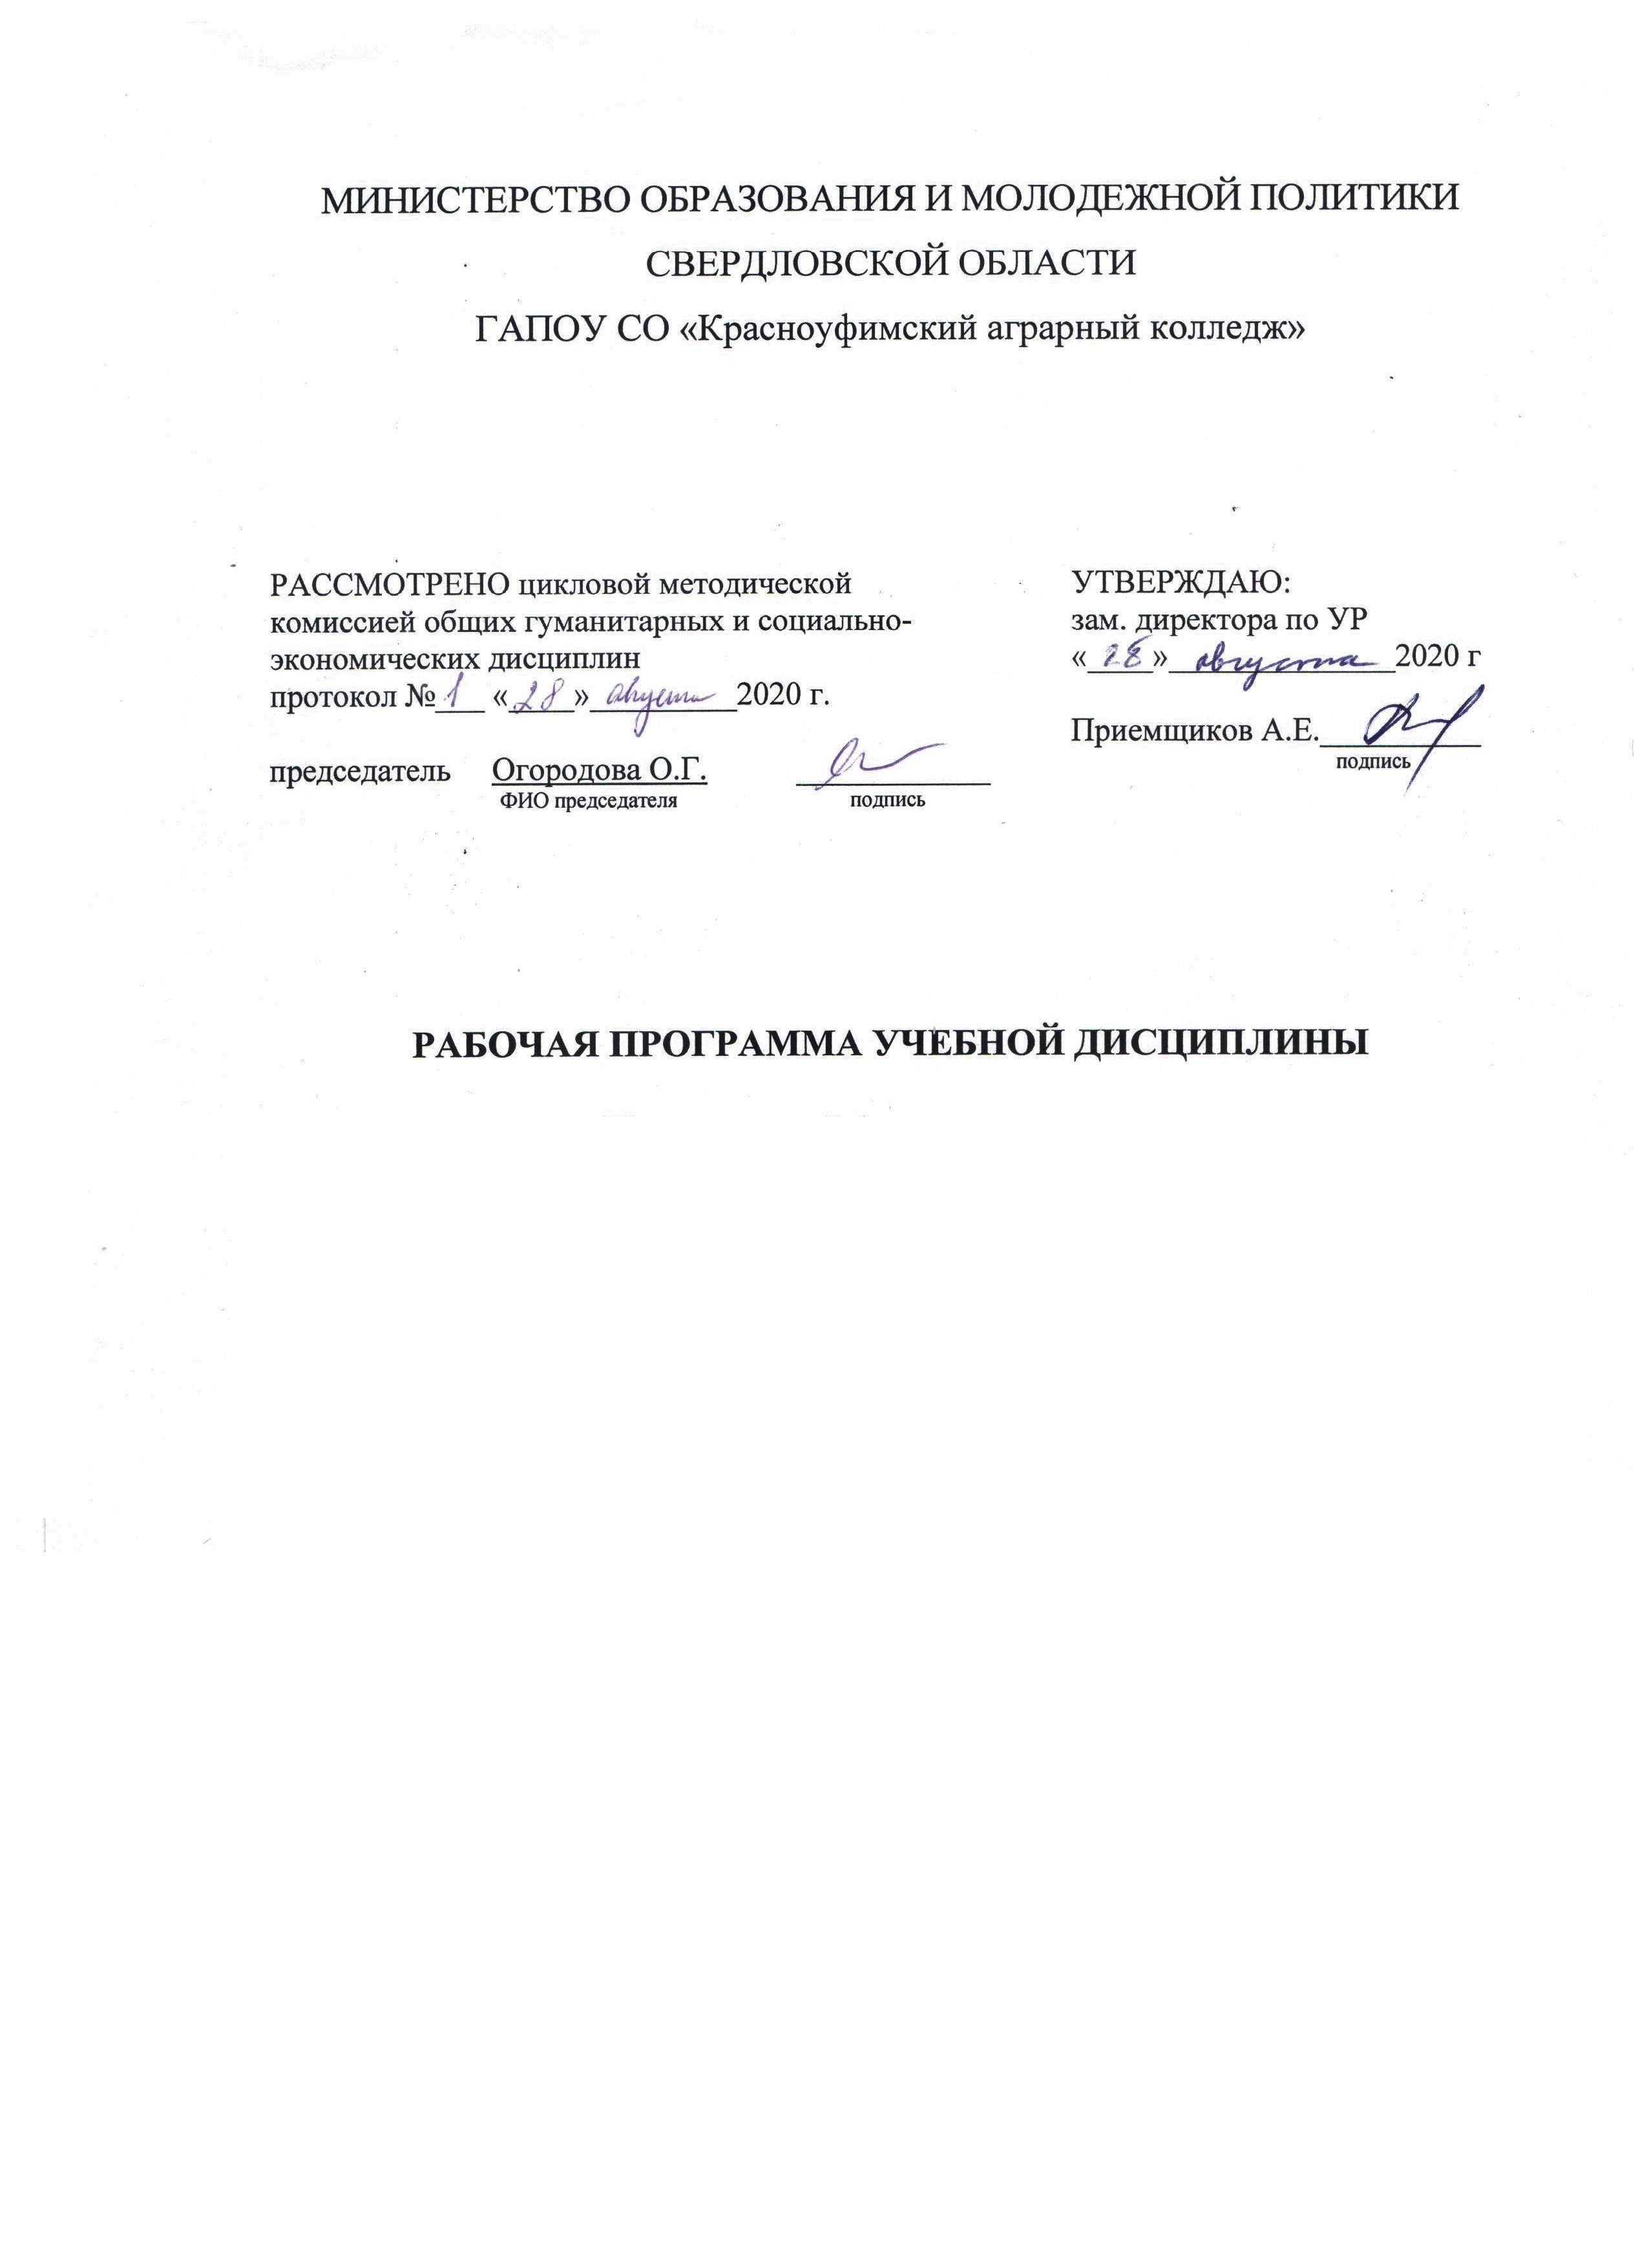 МИНИСТЕРСТВО ОБРАЗОВАНИЯ И МОЛОДЕЖНОЙ ПОЛИТИКИ
СВЕРДЛОВСКОЙ ОБЛАСТИ
ГАПОУ СО «Красноуфимский аграрный колледж»
РАССМОТРЕНО цикловой методической
комиссией общих гуманитарных и социально-
экономических дисциплин
протокол № 1 «28» августа 2020 г.
председатель Огородова О.Г.
ФИО председателя подпись
УТВЕРЖДАЮ:
зам. директора по УР
«28» августа 2020 г
Приемщиков А.Е.
подпись
РАБОЧАЯ ПРОГРАММА УЧЕБНОЙ ДИСЦИПЛИНЫ